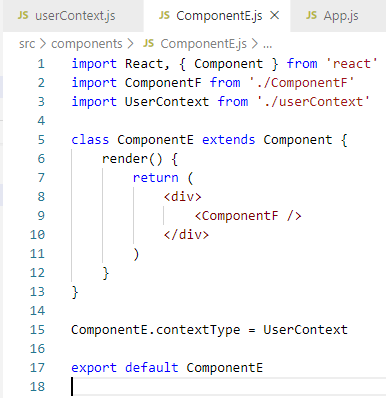 JS userContext.js JS ComponentE.js × JS App.js
src > components > JS ComponentE.js > ...
1 import React, { Component } from 'react'
2 import ComponentF from './ComponentF'
3 import UserContext from './userContext'
4
5 class ComponentE extends Component {
6 render() {
7 return (
8 <div>
9 <ComponentF />
10 </div>
11 )
12 }
13 }
14
15 ComponentE.contextType = UserContext
16
17 export default ComponentE
18